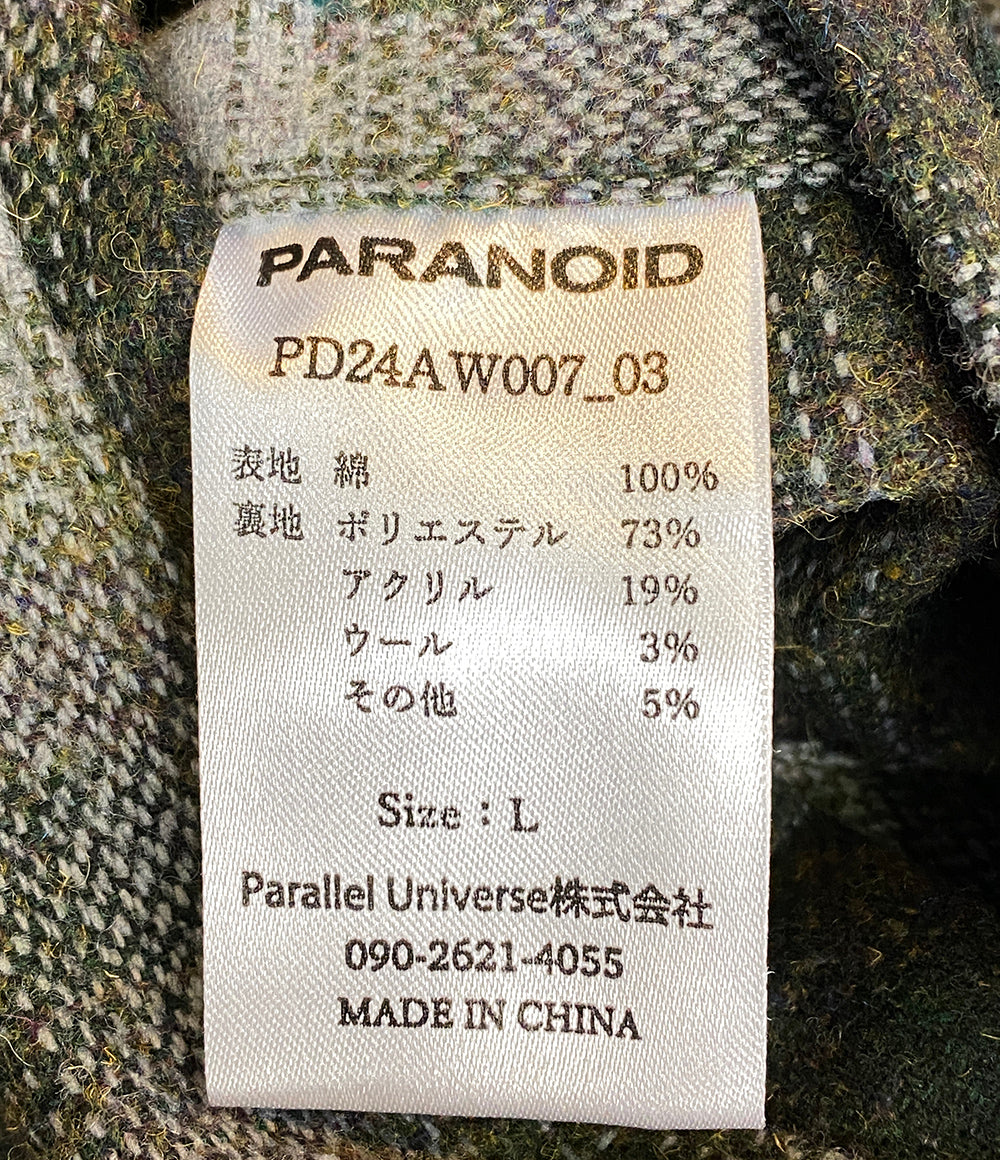 PARANOID
PD24AW007_03
表地 綿 100%
裏地 ポリエステル 73%
アクリル 19%
ウール 3%
その他 5%
Size : L
Parallel Universe株式会社
090-2621-4055
MADE IN CHINA